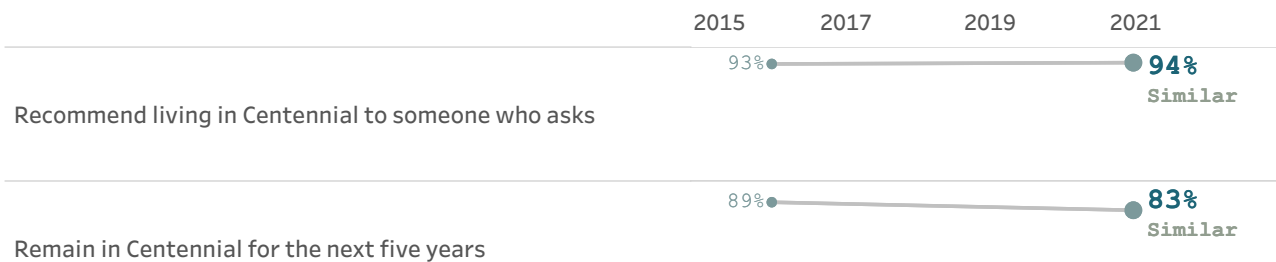 2015 2017 2019 2021
93% 94%
Similar
Recommend living in Centennial to someone who asks
89% 83%
Similar
Remain in Centennial for the next five years